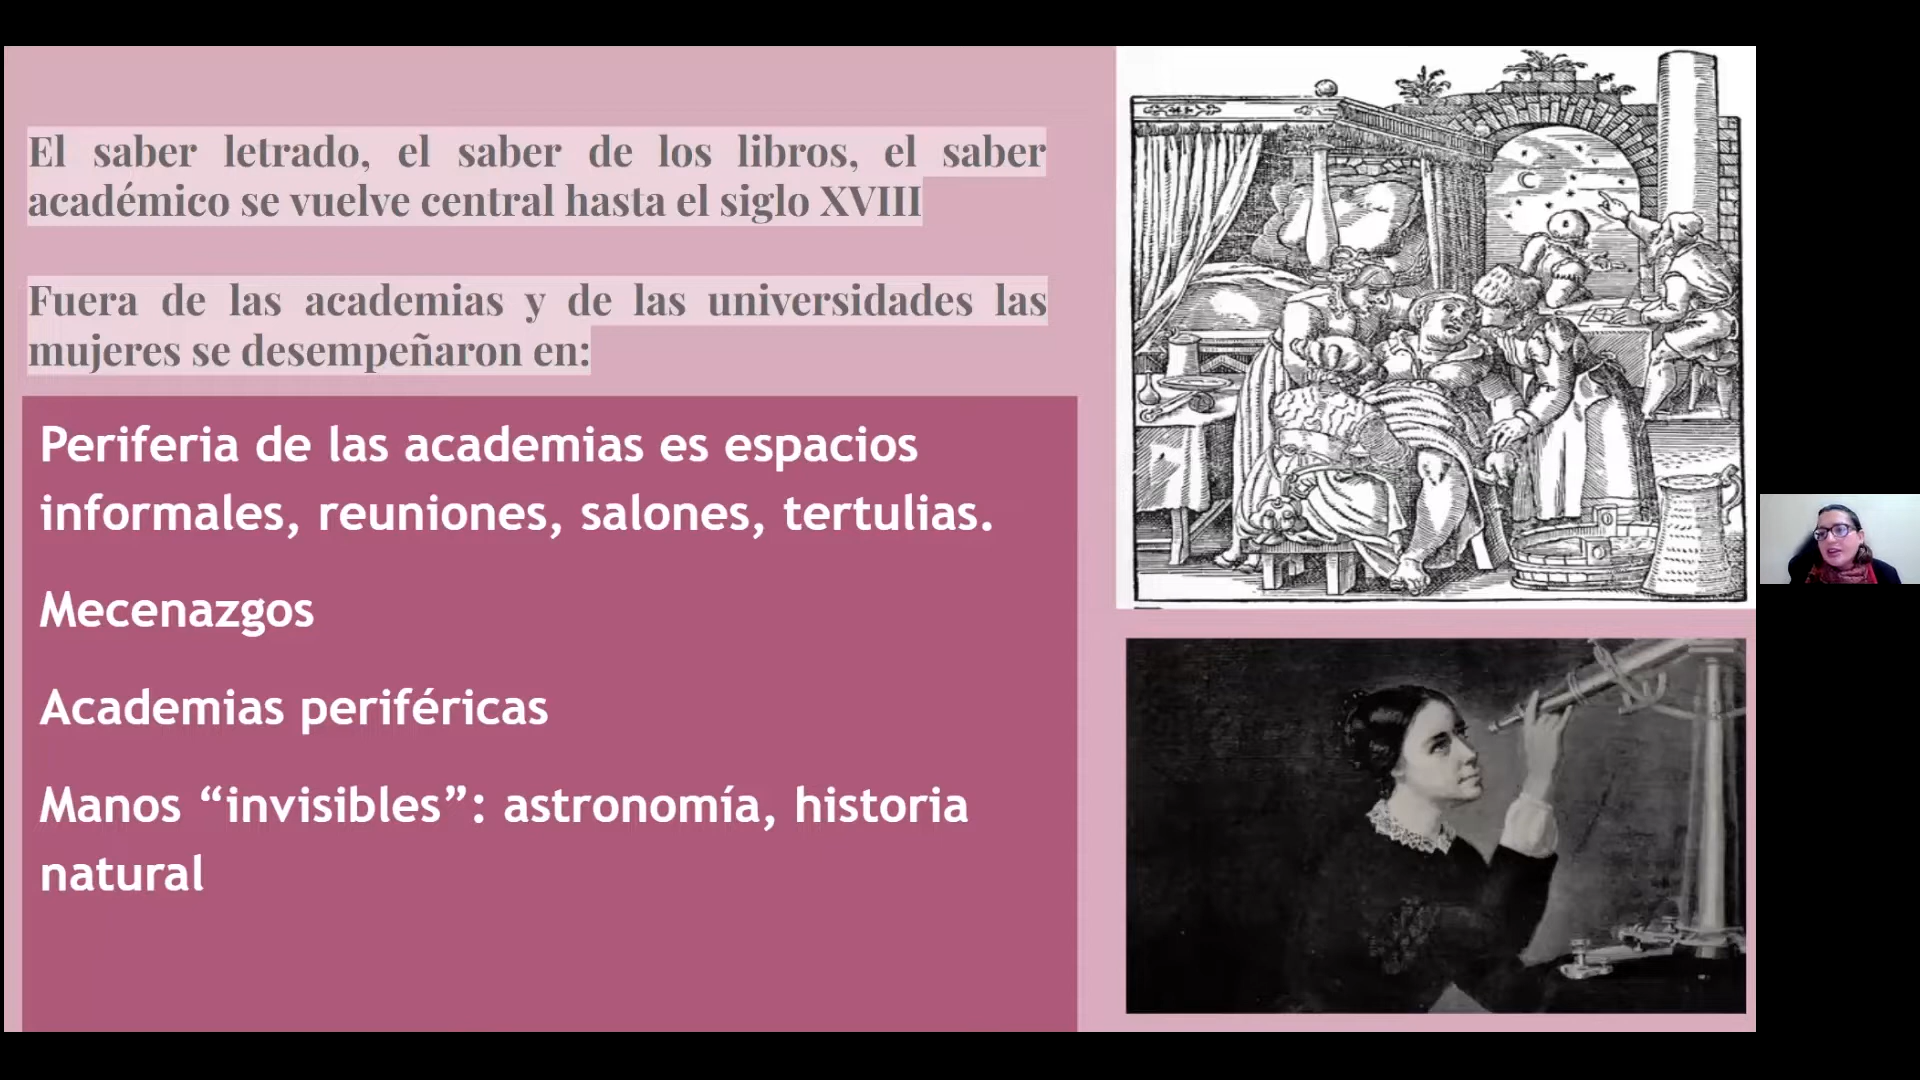 El saber letrado, el saber de los libros, el saber
académico se vuelve central hasta el siglo XVIII
Fuera de las academias y de las universidades las
mujeres se desempeñaron en:
Periferia de las academias es espacios
informales, reuniones, salones, tertulias.
Mecenazgos
Academias periféricas
Manos “invisibles”: astronomía, historia
natural